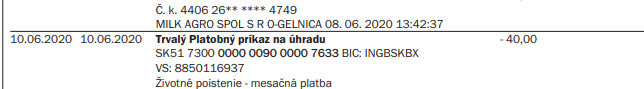 Č. k. 4406 26** **** 4749
MILK AGRO SPOL S R O-GELNICA 08. 06. 2020 13:42:37
10.06.2020 10.06.2020 Trvalý Platobný príkaz na úhradu - 40,00
SK51 7300 0000 0090 0000 7633 BIC: INGBSKBX
VS: 8850116937
Životné poistenie - mesačná platba